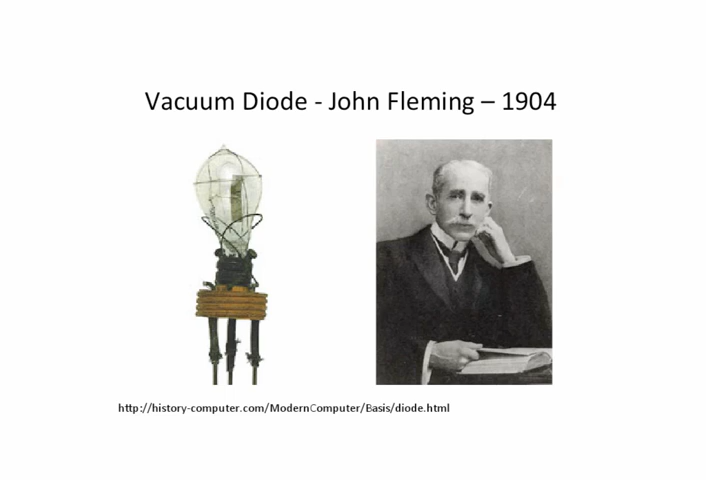 Vacuum Diode - John Fleming – 1904
http://history-computer.com/ModernComputer/Basis/diode.html